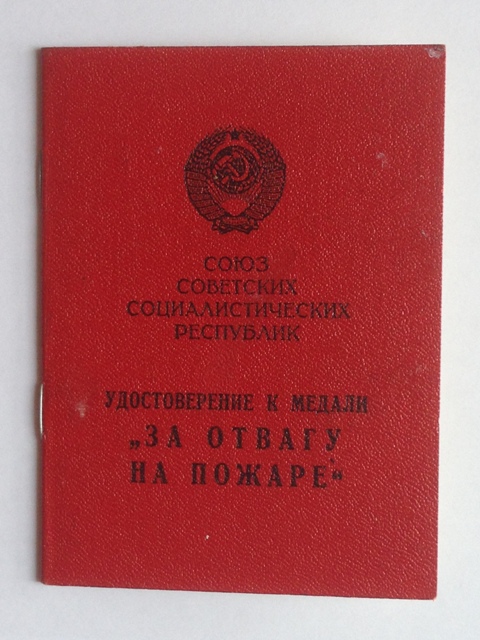 СОЮЗ
СОВЕТСКИХ
СОЦИАЛИСТИЧЕСКИХ
РЕСПУБЛИК
УДОСТОВЕРЕНИЕ К МЕДАЛИ
„ЗА ОТВАГУ
НА ПОЖАРЕ“